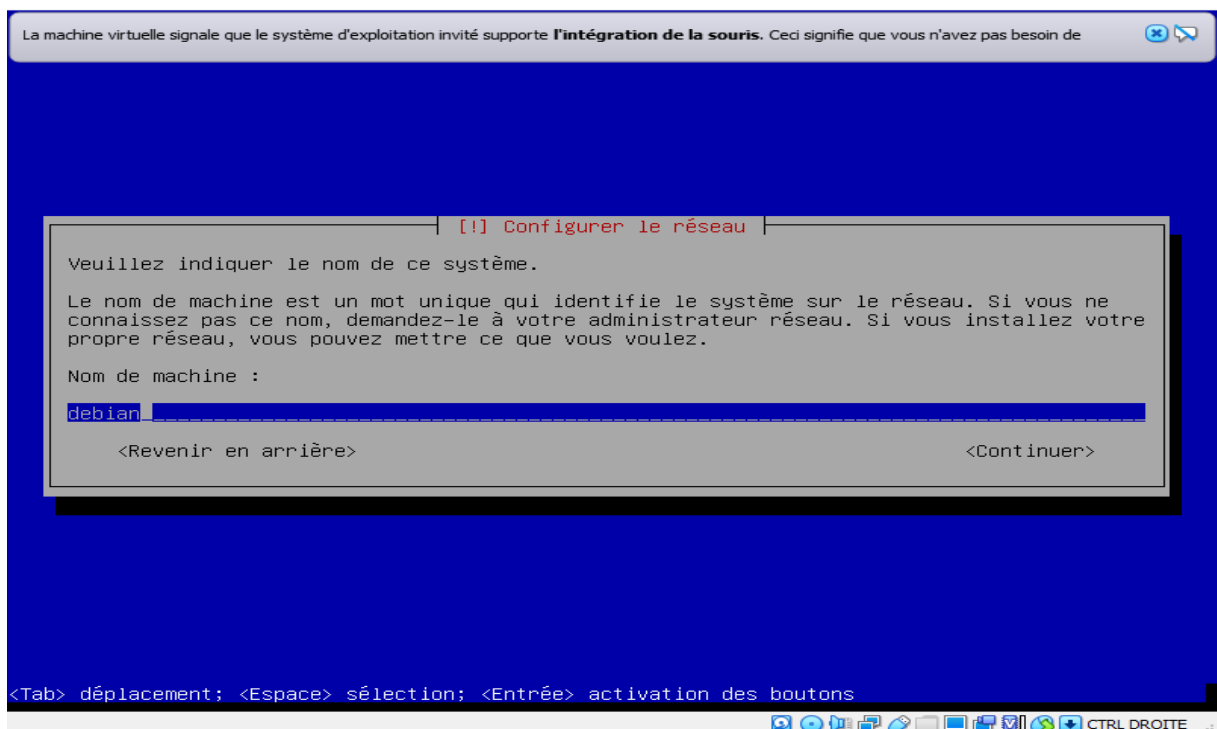 La machine virtuelle signale que le système d'exploitation invité supporte l'intégration de la souris. Ceci signifie que vous n'avez pas besoin de
[!] Configurer le réseau
Veuillez indiquer le nom de ce système.
Le nom de machine est un mot unique qui identifie le système sur le réseau. Si vous ne
connaissez pas ce nom, demandez-le à votre administrateur réseau. Si vous installez votre
propre réseau, vous pouvez mettre ce que vous voulez.
Nom de machine :
debian
<Revenir en arrière> <Continuer>
<Tab> déplacement; <Espace> sélection; <Entrée> activation des boutons
CTRL DROITE